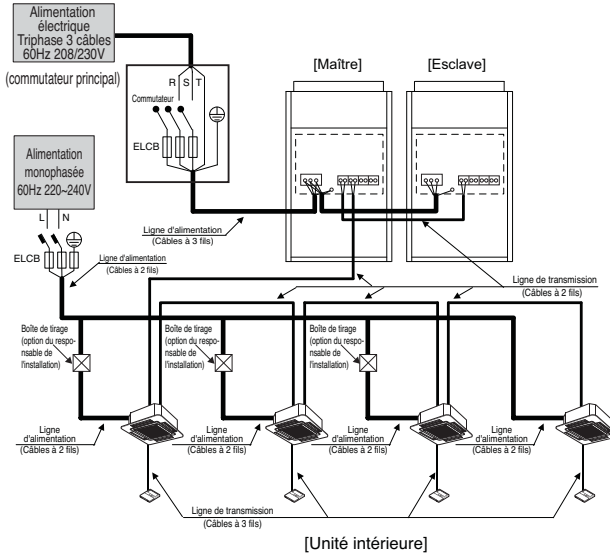 Alimentation
électrique
Triphase 3 câbles
60Hz 208/230V
(commutateur principal)
R S T
Commutateur
ELCB
[Maître]
[Esclave]
Alimentation
monophasée
60Hz 220~240V
L N
ELCB
Ligne d'alimentation
(Câbles à 2 fils)
Ligne d'alimentation
(Câbles à 3 fils)
Ligne de transmission
(Câbles à 2 fils)
Boîte de tirage
(option du respo-
nsable de
l'installation)
Boîte de tirage
(option du respo-
nsable de
l'installation)
Boîte de tirage
(option du respo-
nsable de
l'installation)
Ligne
d'alimentation
(Câbles à 2 fils)
Ligne
d'alimentation
(Câbles à 2 fils)
Ligne
d'alimentation
(Câbles à 2 fils)
Ligne
d'alimentation
(Câbles à 2 fils)
Ligne de transmission
(Câbles à 3 fils)
[Unité intérieure]